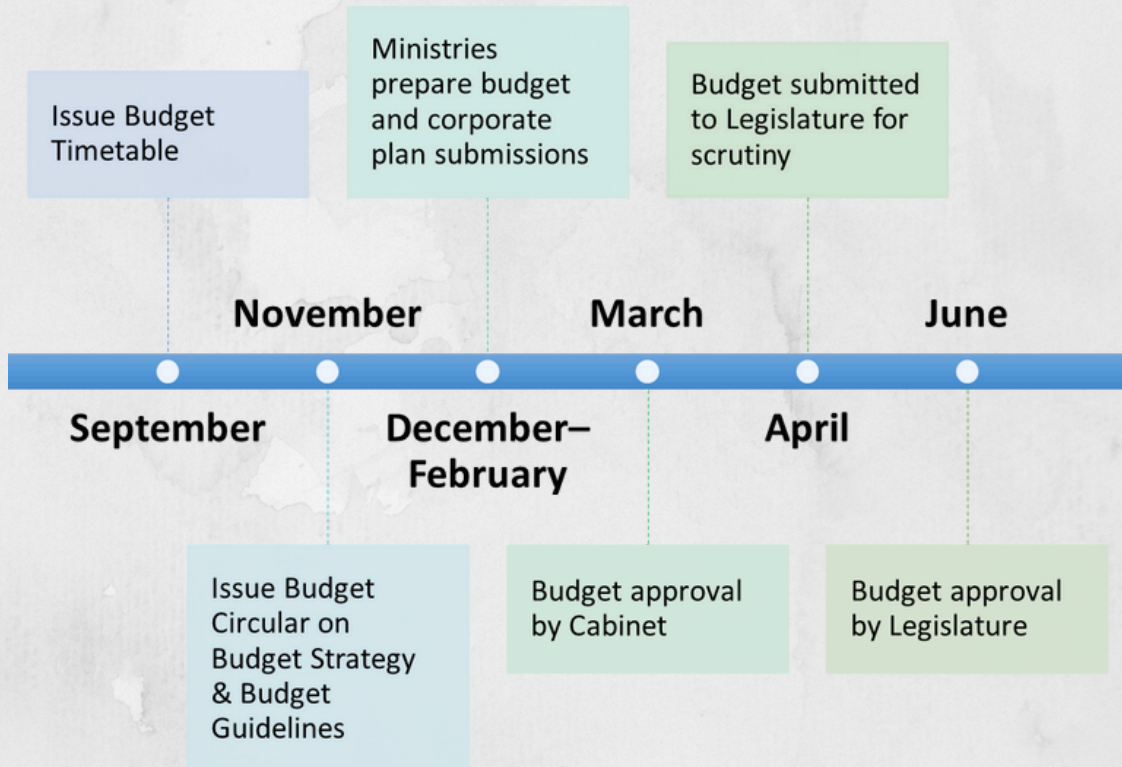 Issue Budget
Timetable
Ministries
prepare budget
and corporate
plan submissions
Budget submitted
to Legislature for
scrutiny
November
March
June
September
December–
February
April
Issue Budget
Circular on
Budget Strategy
& Budget
Guidelines
Budget approval
by Cabinet
Budget approval
by Legislature